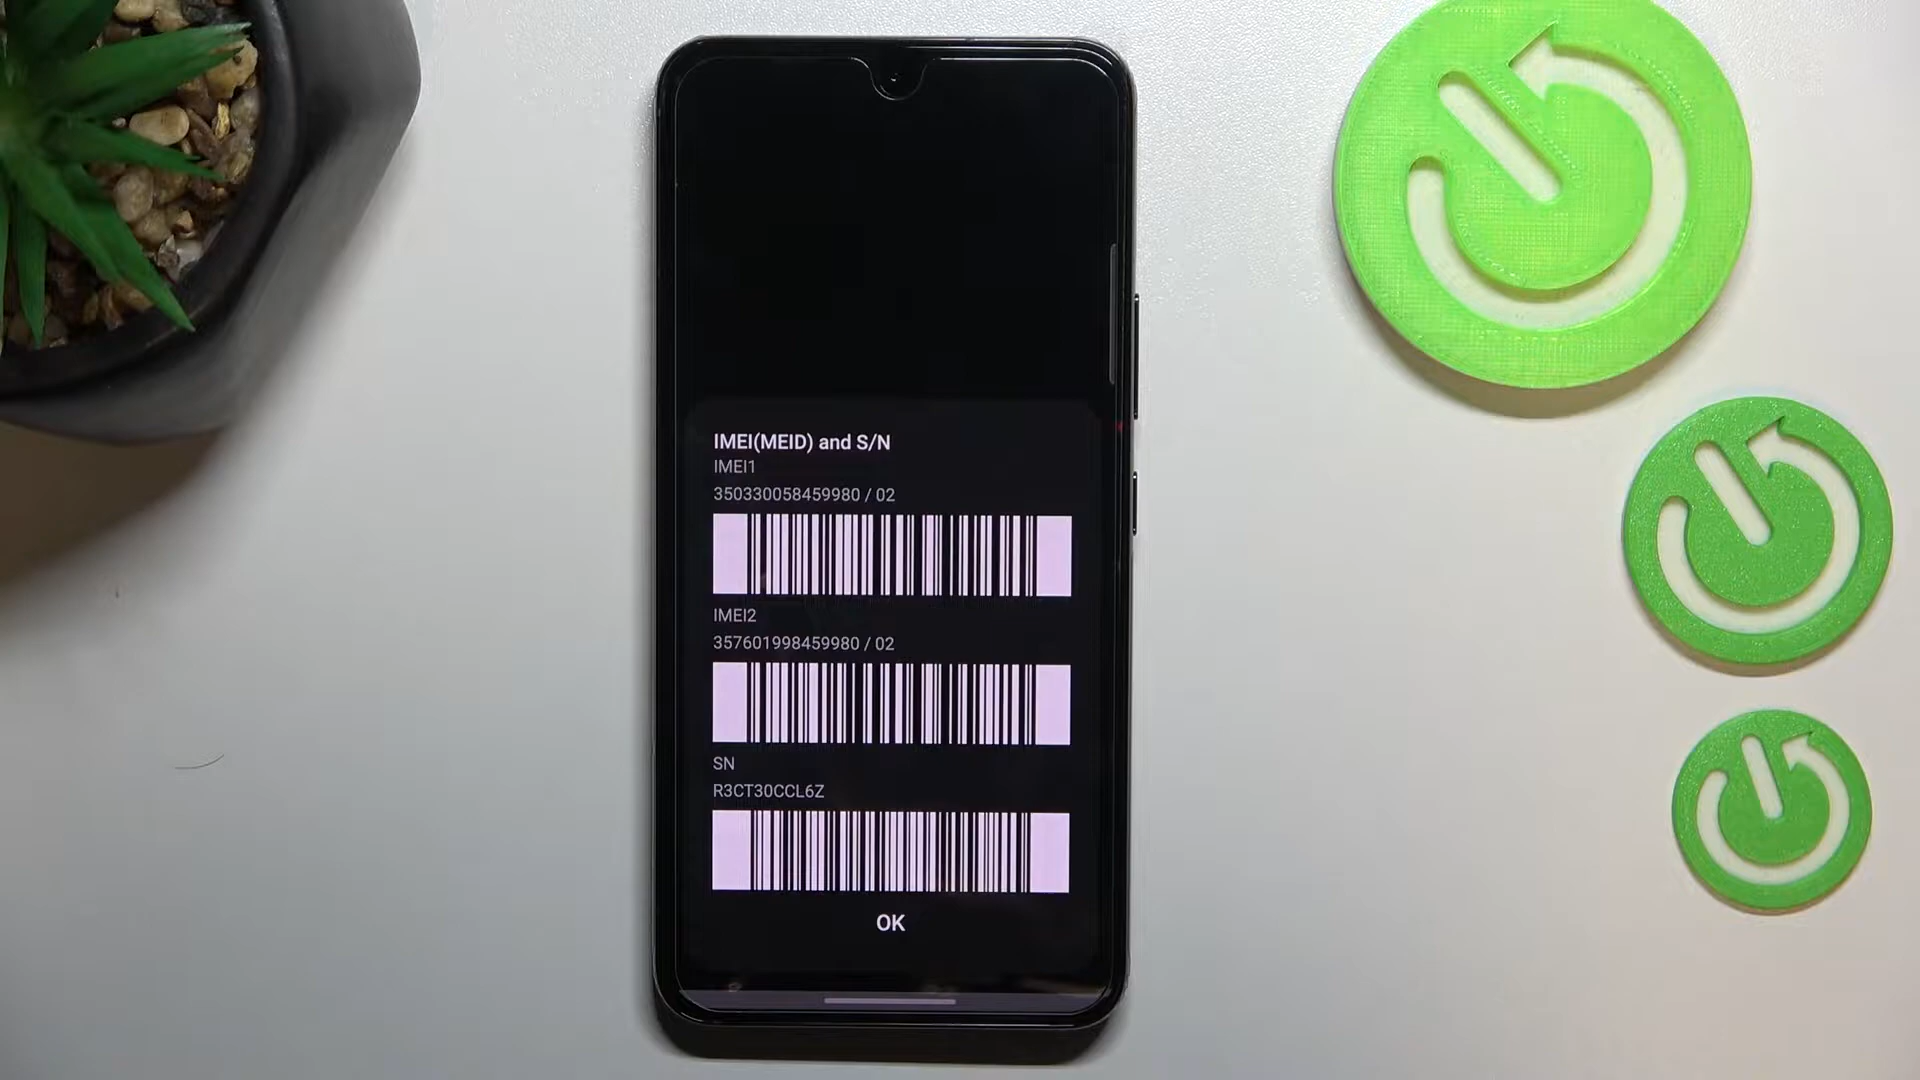 IMEI(MEID) and S/N
IMEI1
350330058459980 / 02
IMEI2
357601998459980 / 02
SN
R3CT30CCL6Z
OK